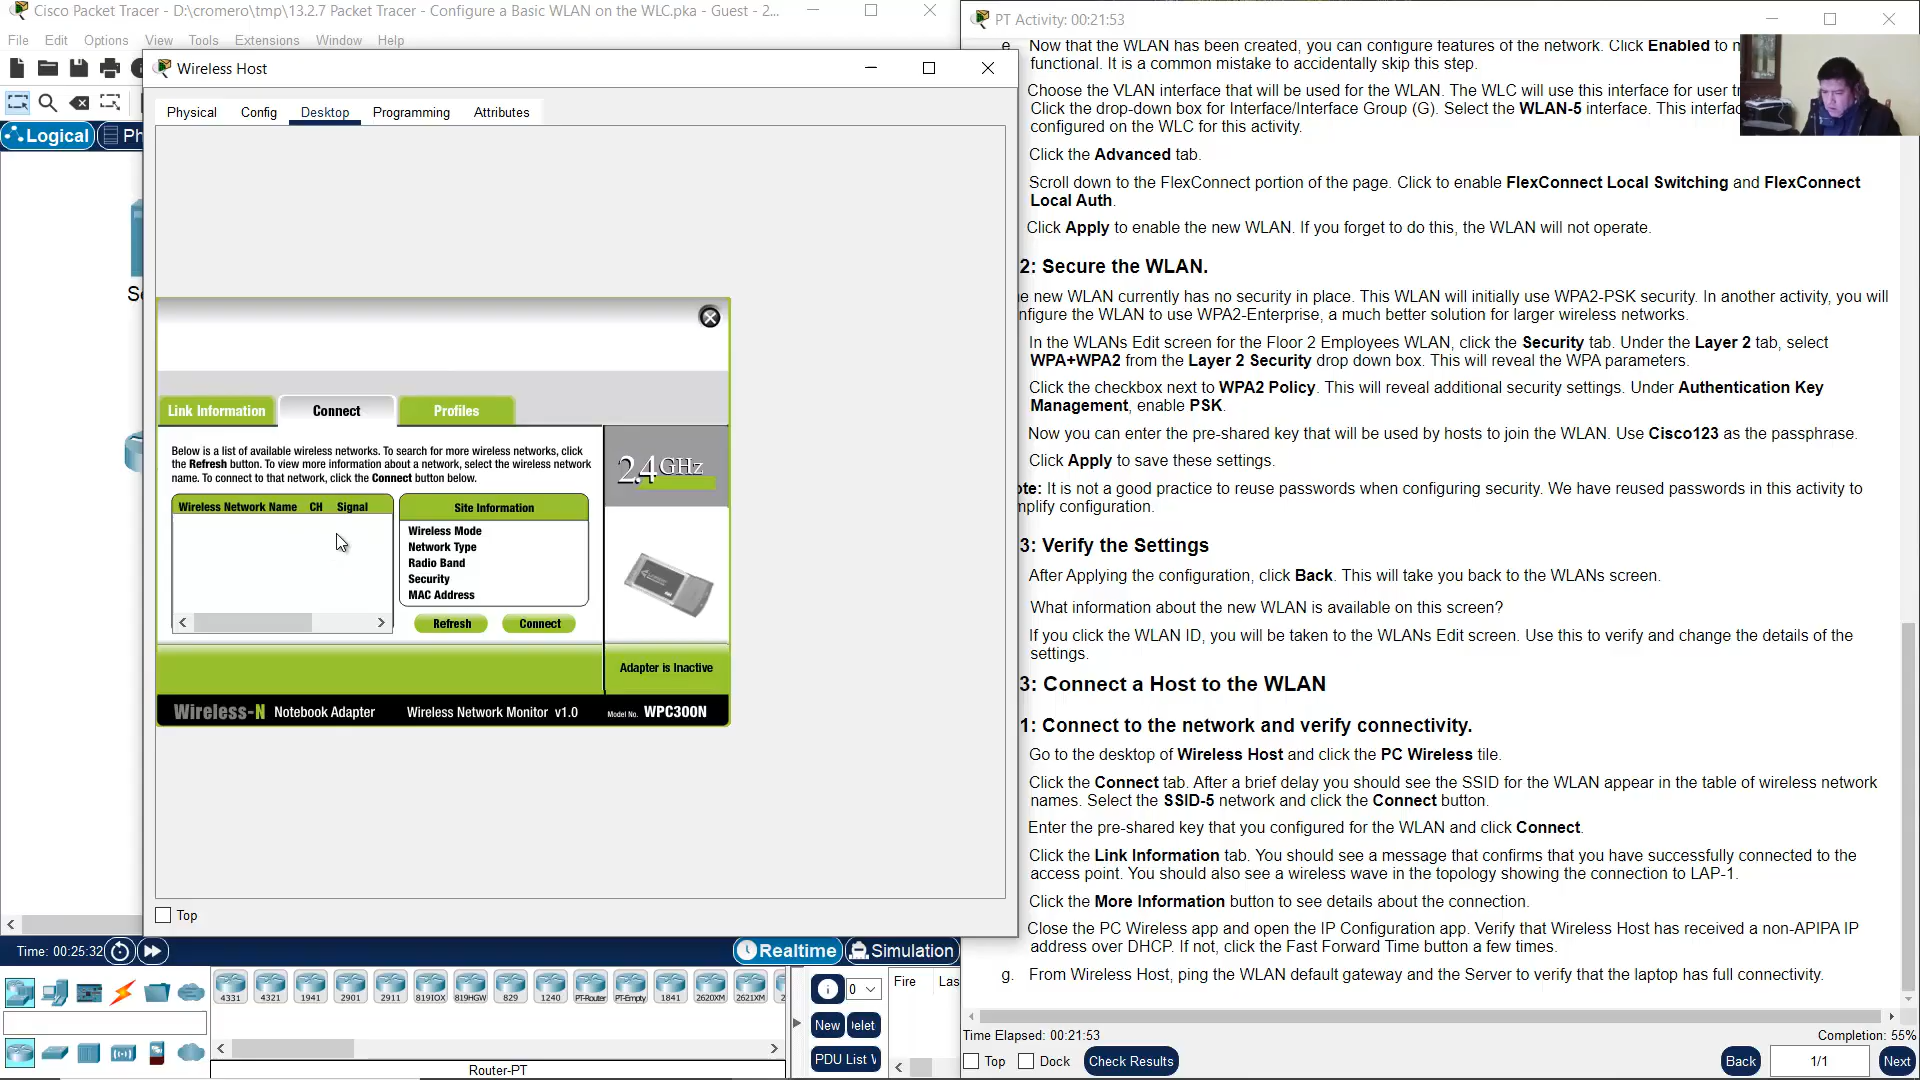 Cisco Packet Tracer - D:\cromero\tmp\13.2.7 Packet Tracer - Configure a Basic WLAN on the WLC.pka - Guest - 2...
File Edit Options View Tools Extensions Window Help
Logical
Wireless Host
Physical Config Desktop Programming Attributes
Link Information Connect Profiles
Below is a list of available wireless networks. To search for more wireless networks, click
the Refresh button. To view more information about a network, select the wireless network
name. To connect to that network, click the Connect button below.
2.4GHz
Wireless Network Name CH Signal
Site Information
Wireless Mode
Network Type
Radio Band
Security
MAC Address
Refresh Connect
Adapter is Inactive
Wireless-N Notebook Adapter Wireless Network Monitor v1.0 Model No. WPC300N
Top
Time: 00:25:32
Realtime Simulation
4331 4321 1941 2901 2911 819IOX 819HGW 829 1240 PT-Router PT-Empty 1841 2620XM 2621XM
0
Fire Las
New elet
PDU List
Router-PT
PT Activity: 00:21:53
Now that the WLAN has been created, you can configure features of the network. Click Enabled to
functional. It is a common mistake to accidentally skip this step.
Choose the VLAN interface that will be used for the WLAN. The WLC will use this interface for user
Click the drop-down box for Interface/Interface Group (G). Select the WLAN-5 interface. This
configured on the WLC for this activity.
Click the Advanced tab.
Scroll down to the FlexConnect portion of the page. Click to enable FlexConnect Local Switching and FlexConnect
Local Auth.
Click Apply to enable the new WLAN. If you forget to do this, the WLAN will not operate.
2: Secure the WLAN.
e new WLAN currently has no security in place. This WLAN will initially use WPA2-PSK security. In another activity, you will
nfigure the WLAN to use WPA2-Enterprise, a much better solution for larger wireless networks.
In the WLANs Edit screen for the Floor 2 Employees WLAN, click the Security tab. Under the Layer 2 tab, select
WPA+WPA2 from the Layer 2 Security drop down box. This will reveal the WPA parameters.
Click the checkbox next to WPA2 Policy. This will reveal additional security settings. Under Authentication Key
Management, enable PSK.
Now you can enter the pre-shared key that will be used by hosts to join the WLAN. Use Cisco123 as the passphrase.
Click Apply to save these settings.
ote: It is not a good practice to reuse passwords when configuring security. We have reused passwords in this activity to
mplify configuration.
3: Verify the Settings
After Applying the configuration, click Back. This will take you back to the WLANs screen.
What information about the new WLAN is available on this screen?
If you click the WLAN ID, you will be taken to the WLANs Edit screen. Use this to verify and change the details of the
settings.
3: Connect a Host to the WLAN
1: Connect to the network and verify connectivity.
Go to the desktop of Wireless Host and click the PC Wireless tile.
Click the Connect tab. After a brief delay you should see the SSID for the WLAN appear in the table of wireless network
names. Select the SSID-5 network and click the Connect button.
Enter the pre-shared key that you configured for the WLAN and click Connect.
Click the Link Information tab. You should see a message that confirms that you have successfully connected to the
access point. You should also see a wireless wave in the topology showing the connection to LAP-1.
Click the More Information button to see details about the connection.
Close the PC Wireless app and open the IP Configuration app. Verify that Wireless Host has received a non-APIPA IP
address over DHCP. If not, click the Fast Forward Time button a few times.
g. From Wireless Host, ping the WLAN default gateway and the Server to verify that the laptop has full connectivity.
Time Elapsed: 00:21:53 Completion: 55%
Top Dock Check Results Back 1/1 Next